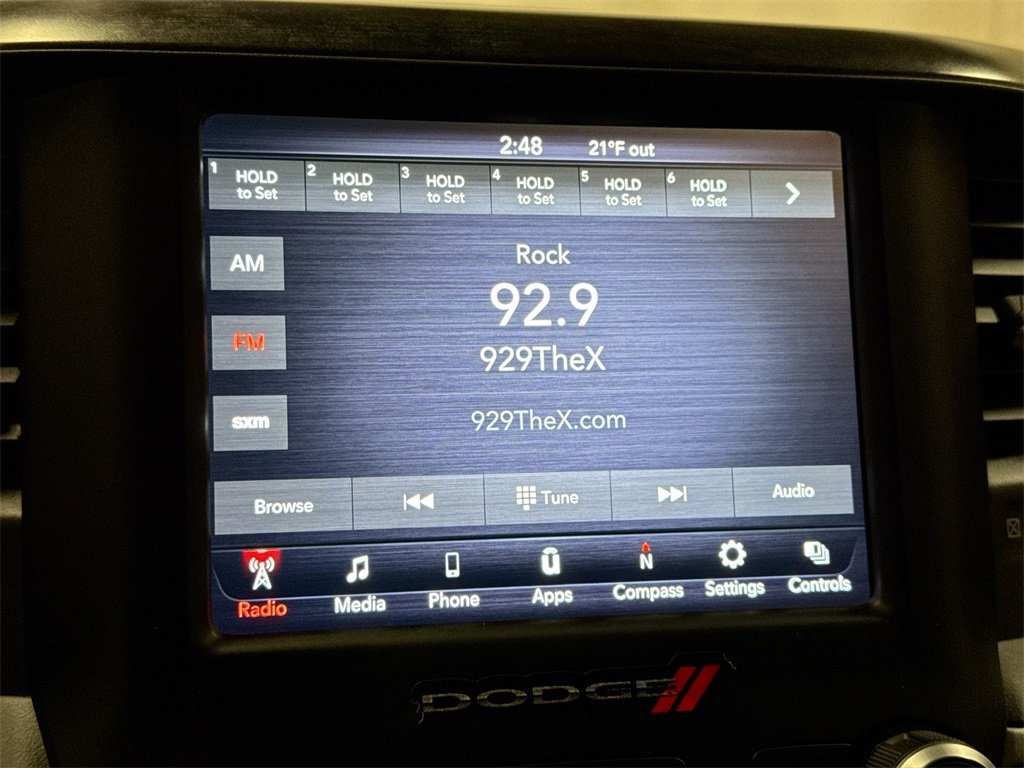 2:48 21°F out
1 HOLD to Set 2 HOLD to Set 3 HOLD to Set 4 HOLD to Set 5 HOLD to Set 6 HOLD to Set
AM
Rock
92.9
FM
929TheX
sxm
929TheX.com
Browse Tune Audio
N
Radio Media Phone Apps Compass Settings Controls
DODGE